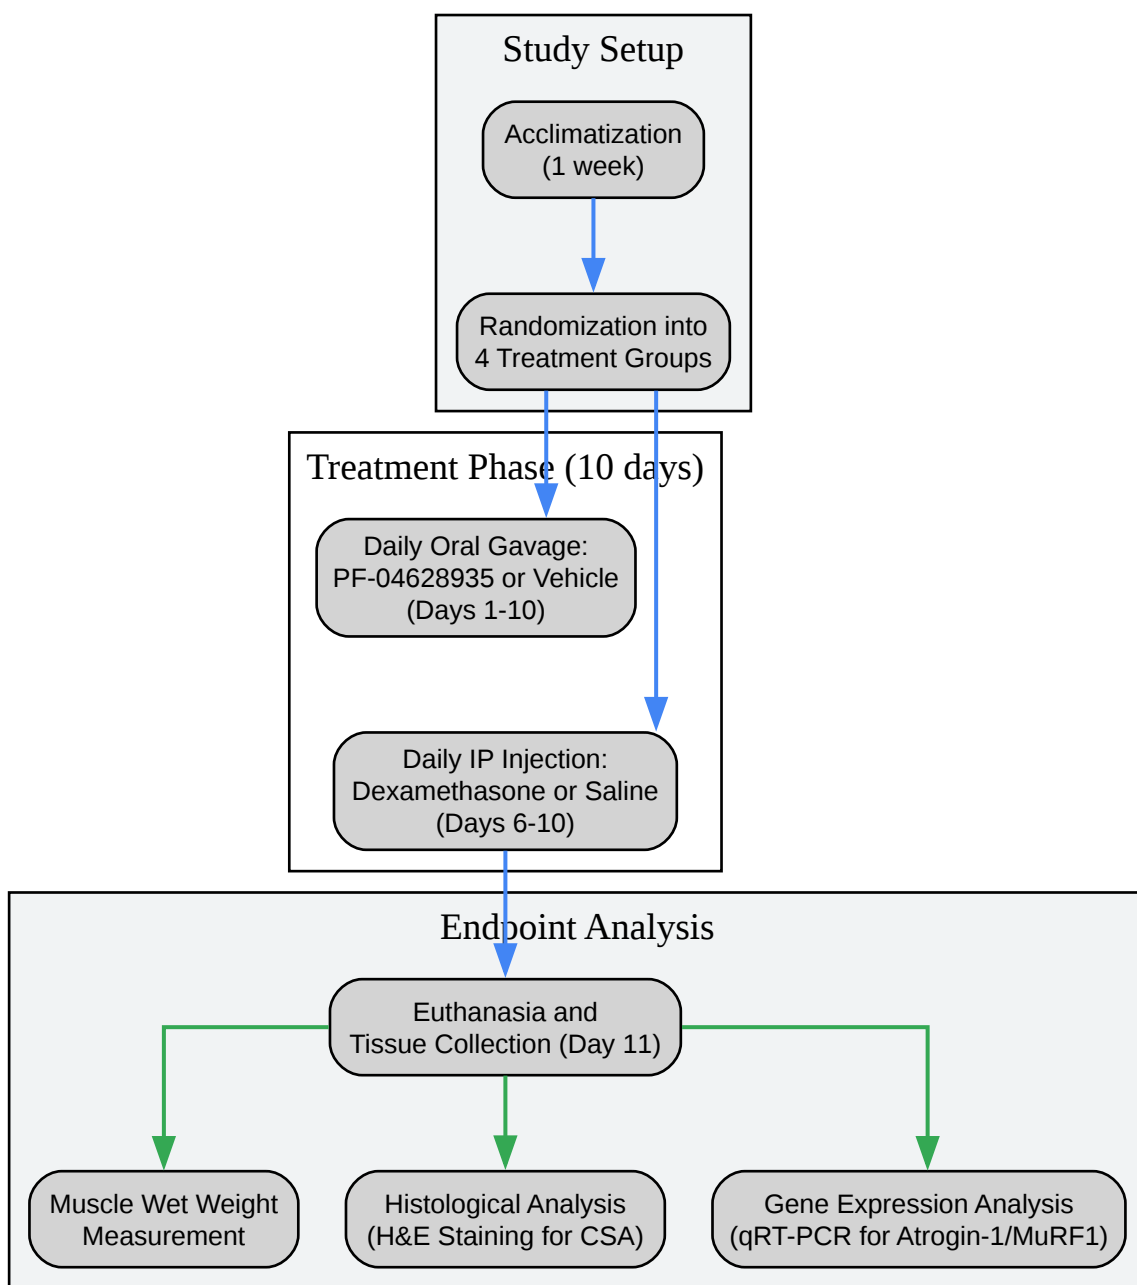 Study Setup
Acclimatization
(1 week)
Randomization into
4 Treatment Groups
Treatment Phase (10 days)
Daily Oral Gavage:
PF-04628935 or Vehicle
(Days 1-10)
Daily IP Injection:
Dexamethasone or Saline
(Days 6-10)
Endpoint Analysis
Euthanasia and
Tissue Collection (Day 11)
Muscle Wet Weight
Measurement
Histological Analysis
(H&E Staining for CSA)
Gene Expression Analysis
(qRT-PCR for Atrogin-1/MuRF1)